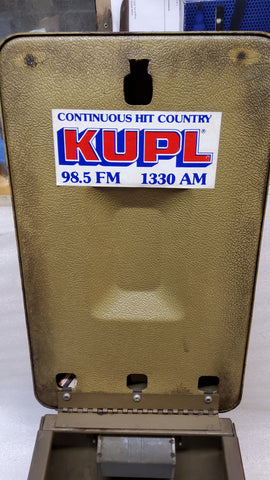 CONTINUOUS HIT COUNTRY
KUPL®
98.5 FM 1330 AM